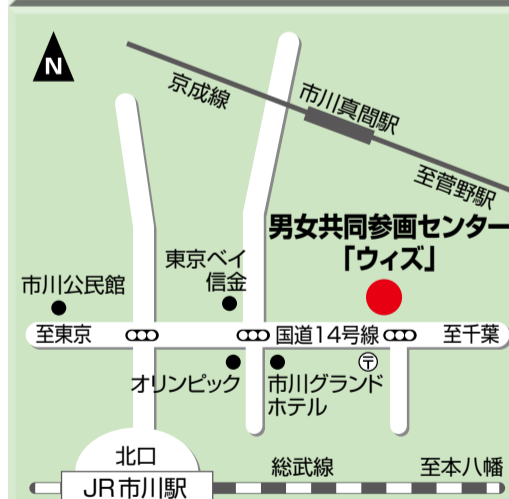 N
京成線
市川真間駅
至菅野駅
男女共同参画センター
「ウィズ」
東京ベイ
信金
市川公民館
至東京
国道14号線
至千葉
オリンピック
市川グランド
ホテル
〒
北口
JR市川駅
総武線
至本八幡